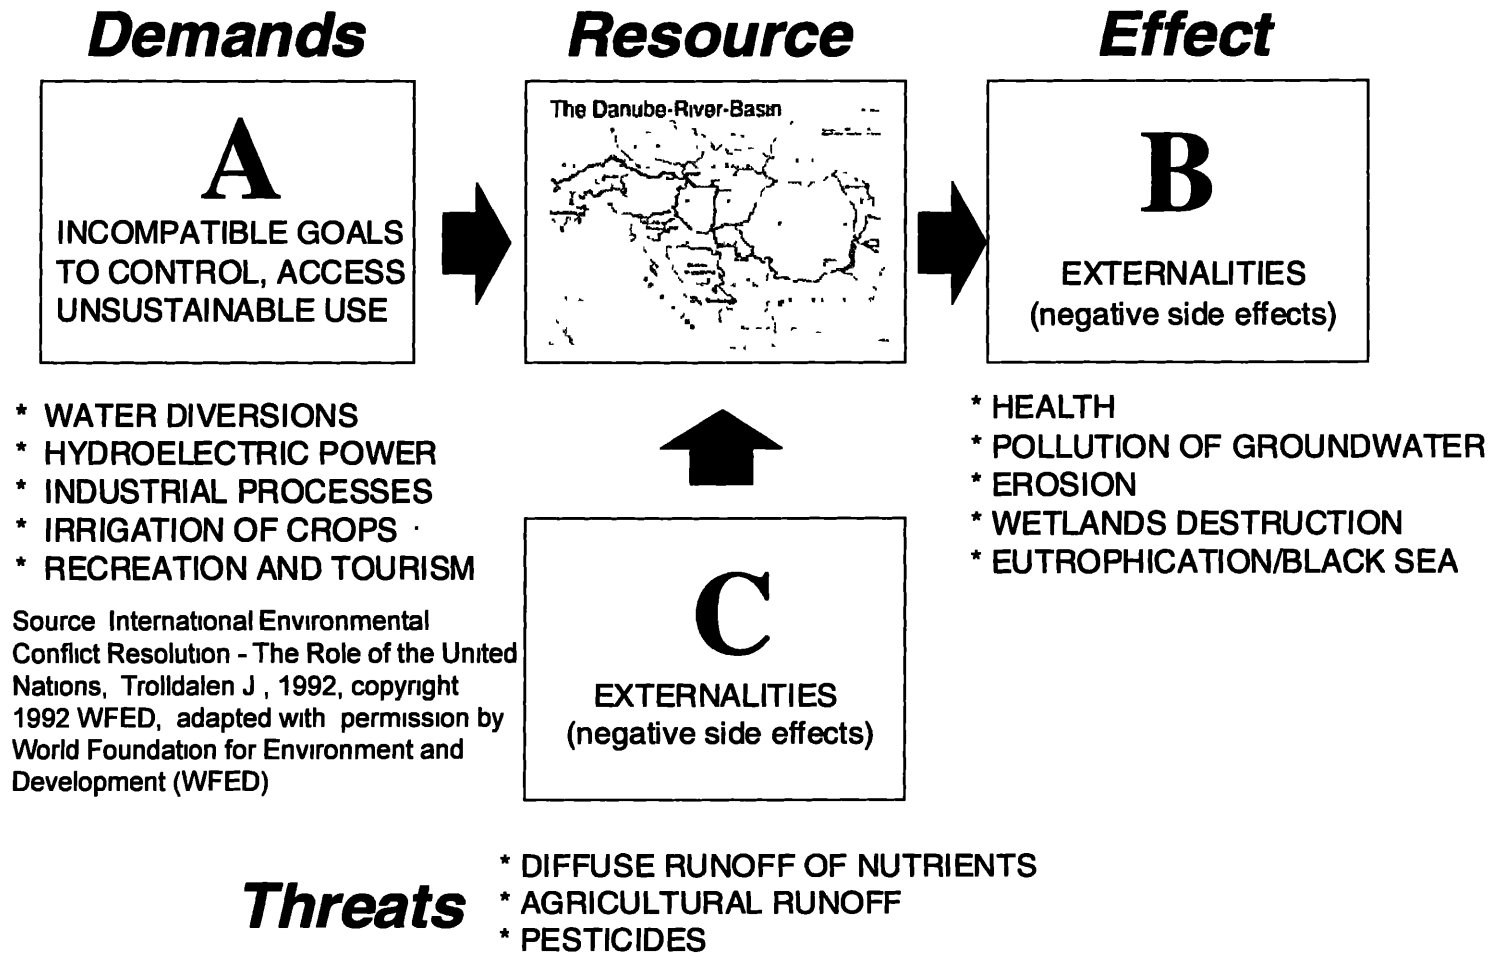 Demands
Resource
Effect
A
INCOMPATIBLE GOALS
TO CONTROL, ACCESS
UNSUSTAINABLE USE
The Danube-River-Basin
B
EXTERNALITIES
(negative side effects)
* WATER DIVERSIONS
* HYDROELECTRIC POWER
* INDUSTRIAL PROCESSES
* IRRIGATION OF CROPS
* RECREATION AND TOURISM
* HEALTH
* POLLUTION OF GROUNDWATER
* EROSION
* WETLANDS DESTRUCTION
* EUTROPHICATION/BLACK SEA
Source International Environmental
Conflict Resolution - The Role of the United
Nations, Trolldalen J , 1992, copyright
1992 WFED, adapted with permission by
World Foundation for Environment and
Development (WFED)
C
EXTERNALITIES
(negative side effects)
Threats
* DIFFUSE RUNOFF OF NUTRIENTS
* AGRICULTURAL RUNOFF
* PESTICIDES